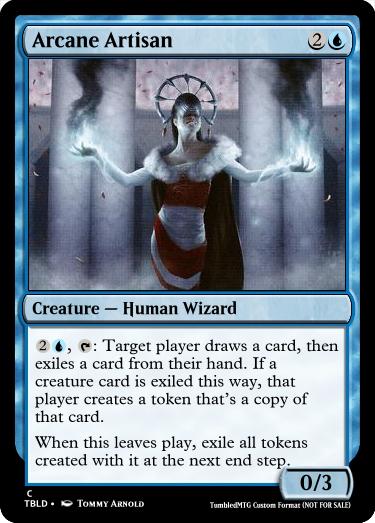 Arcane Artisan 2
Creature — Human Wizard
2, : Target player draws a card, then
exiles a card from their hand. If a
creature card is exiled this way, that
player creates a token that's a copy of
that card.
When this leaves play, exile all tokens
created with it at the next end step.
0/3
C
TBLD • Tommy Arnold
TumbledMTG Custom Format (NOT FOR SALE)